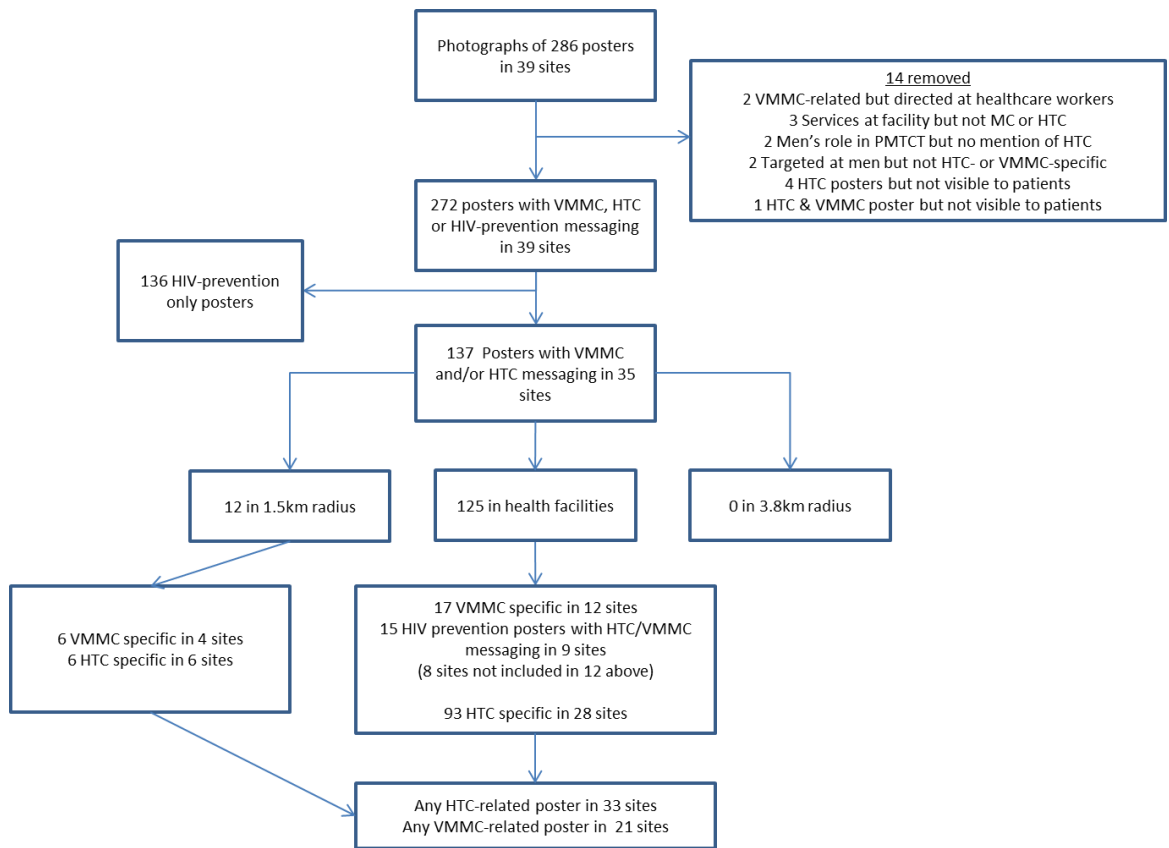 Photographs of 286 posters
in 39 sites
14 removed
2 VMMC-related but directed at healthcare workers
3 Services at facility but not MC or HTC
2 Men's role in PMTCT but no mention of HTC
2 Targeted at men but not HTC- or VMMC-specific
4 HTC posters but not visible to patients
1 HTC & VMMC poster but not visible to patients
272 posters with VMMC, HTC
or HIV-prevention messaging
in 39 sites
136 HIV-prevention
only posters
137 Posters with VMMC
and/or HTC messaging in 35
sites
12 in 1.5km radius
125 in health facilities
0 in 3.8km radius
6 VMMC specific in 4 sites
6 HTC specific in 6 sites
17 VMMC specific in 12 sites
15 HIV prevention posters with HTC/VMMC
messaging in 9 sites
(8 sites not included in 12 above)
93 HTC specific in 28 sites
Any HTC-related poster in 33 sites
Any VMMC-related poster in 21 sites